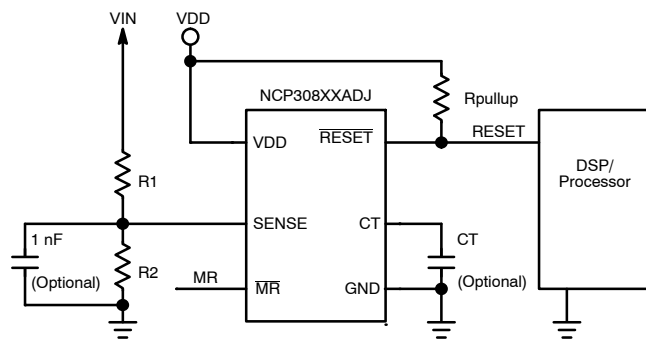 VIN
VDD
NCP308XXADJ
Rpullup
VDD
RESET
RESET
DSP/
Processor
R1
SENSE
CT
1 nF
(Optional)
R2
CT
(Optional)
MR
MR
GND